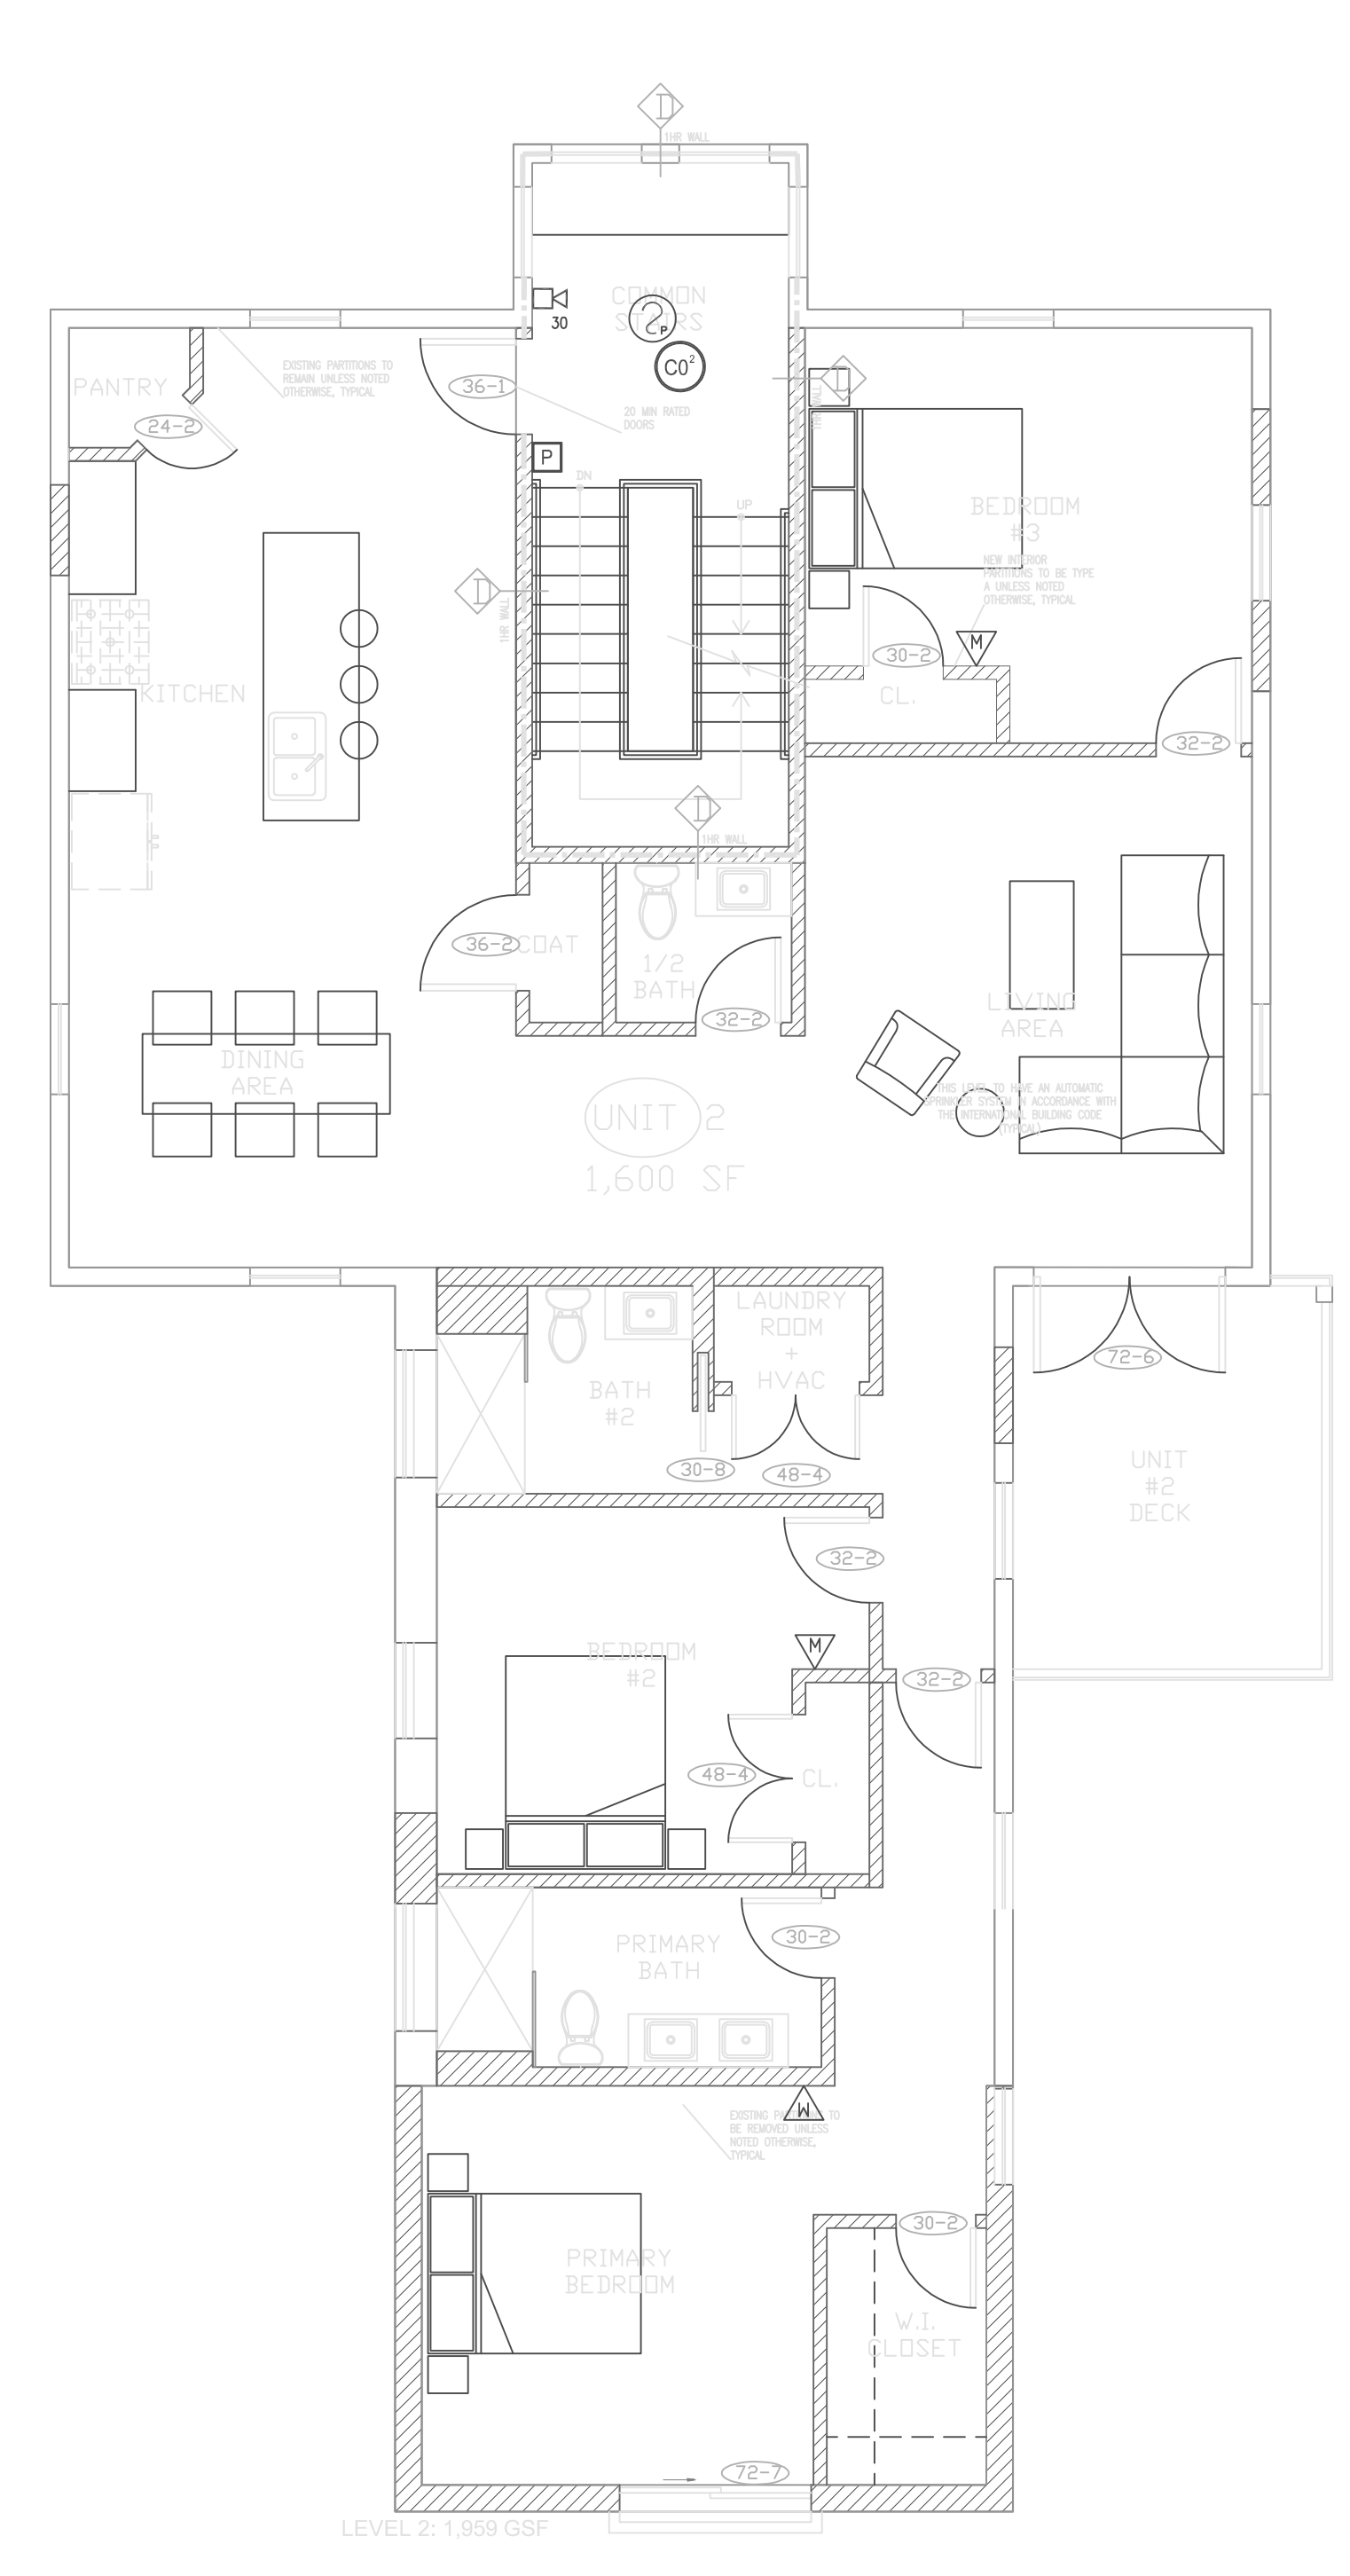 D
1HR WALL
COMMON
STAIRS
2
P
30
CO2
PANTRY
EXISTING PARTITIONS TO
REMAIN UNLESS NOTED
OTHERWISE, TYPICAL
36-1
20 MIN RATED
DOORS
24-2
P
DN
UP
D
1HR WALL
BEDROOM
#3
NEW INTERIOR
PARTITIONS TO BE TYPE
A UNLESS NOTED
OTHERWISE, TYPICAL
D
1HR WALL
30-2
M
CL.
KITCHEN
32-2
D
1HR WALL
36-2
COAT
1/2
BATH
32-2
LIVING
AREA
DINING
AREA
THIS LEVEL TO HAVE AN AUTOMATIC
SPRINKLER SYSTEM IN ACCORDANCE WITH
THE INTERNATIONAL BUILDING CODE
(TYPICAL)
UNIT 2
1,600 SF
LAUNDRY
ROOM
+
HVAC
72-6
BATH
#2
30-8
48-4
UNIT
#2
DECK
32-2
BEDROOM
#2
M
32-2
48-4
CL.
PRIMARY
BATH
30-2
W
EXISTING PARTITIONS TO
BE REMOVED UNLESS
NOTED OTHERWISE,
TYPICAL
30-2
PRIMARY
BEDROOM
W.I.
CLOSET
72-7
LEVEL 2: 1,959 GSF